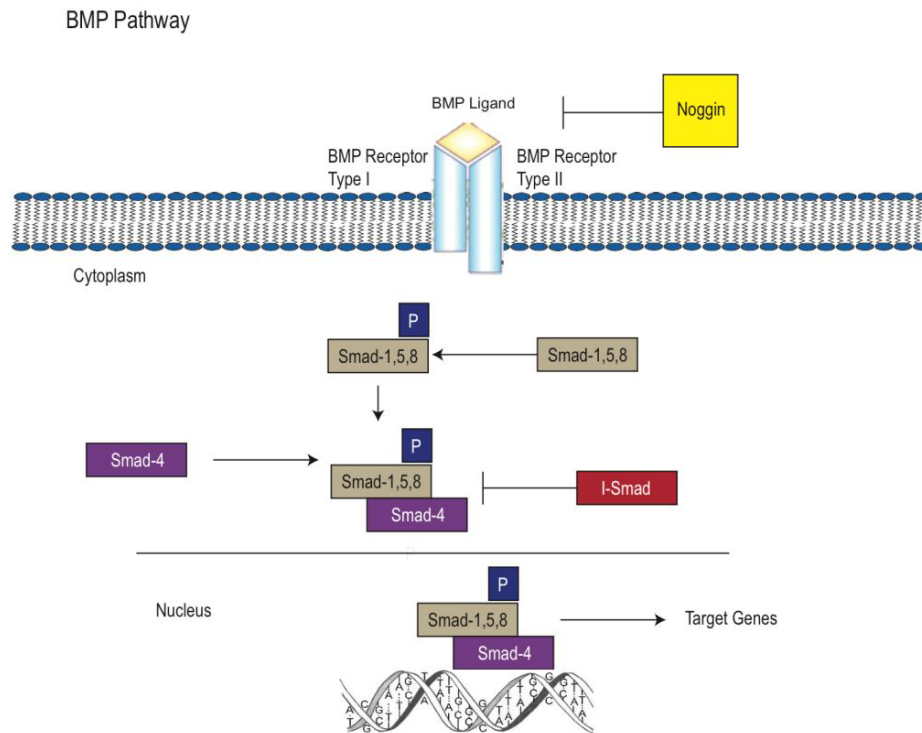 BMP Pathway
BMP Ligand
Noggin
BMP Receptor
Type I
BMP Receptor
Type II
Cytoplasm
P
Smad-1,5,8
Smad-1,5,8
P
Smad-4
Smad-1,5,8
I-Smad
Smad-4
P
P
Nucleus
Smad-1,5,8
Target Genes
Smad-4